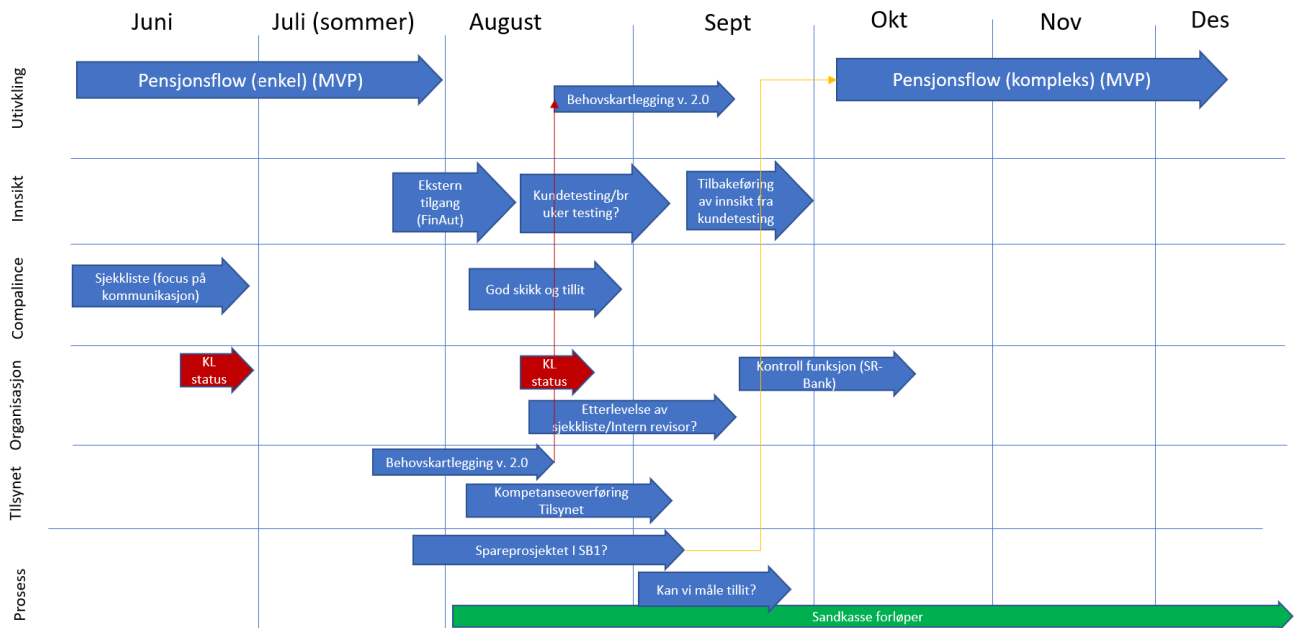 Juni
Juli (sommer)
August
Sept
Okt
Nov
Des
Utivkling
Pensjonsflow (enkel) (MVP)
Behovskartlegging v. 2.0
Pensjonsflow (kompleks) (MVP)
Innsikt
Ekstern
tilgang
(FinAut)
Kundetesting/br
uker testing?
Tilbakeføring
av innsikt fra
kundetesting
Compalince
Sjekkliste (focus på
kommunikasjon)
God skikk og tillit
Organisasjon
KL
status
KL
status
Kontroll funksjon (SR-
Bank)
Etterlevelse av
sjekkliste/Intern revisor?
TIlsynet
Behovskartlegging v. 2.0
Kompetanseoverføring
Tilsynet
Prosess
Spareprosjektet I SB1?
Kan vi måle tillit?
Sandkasse forløper